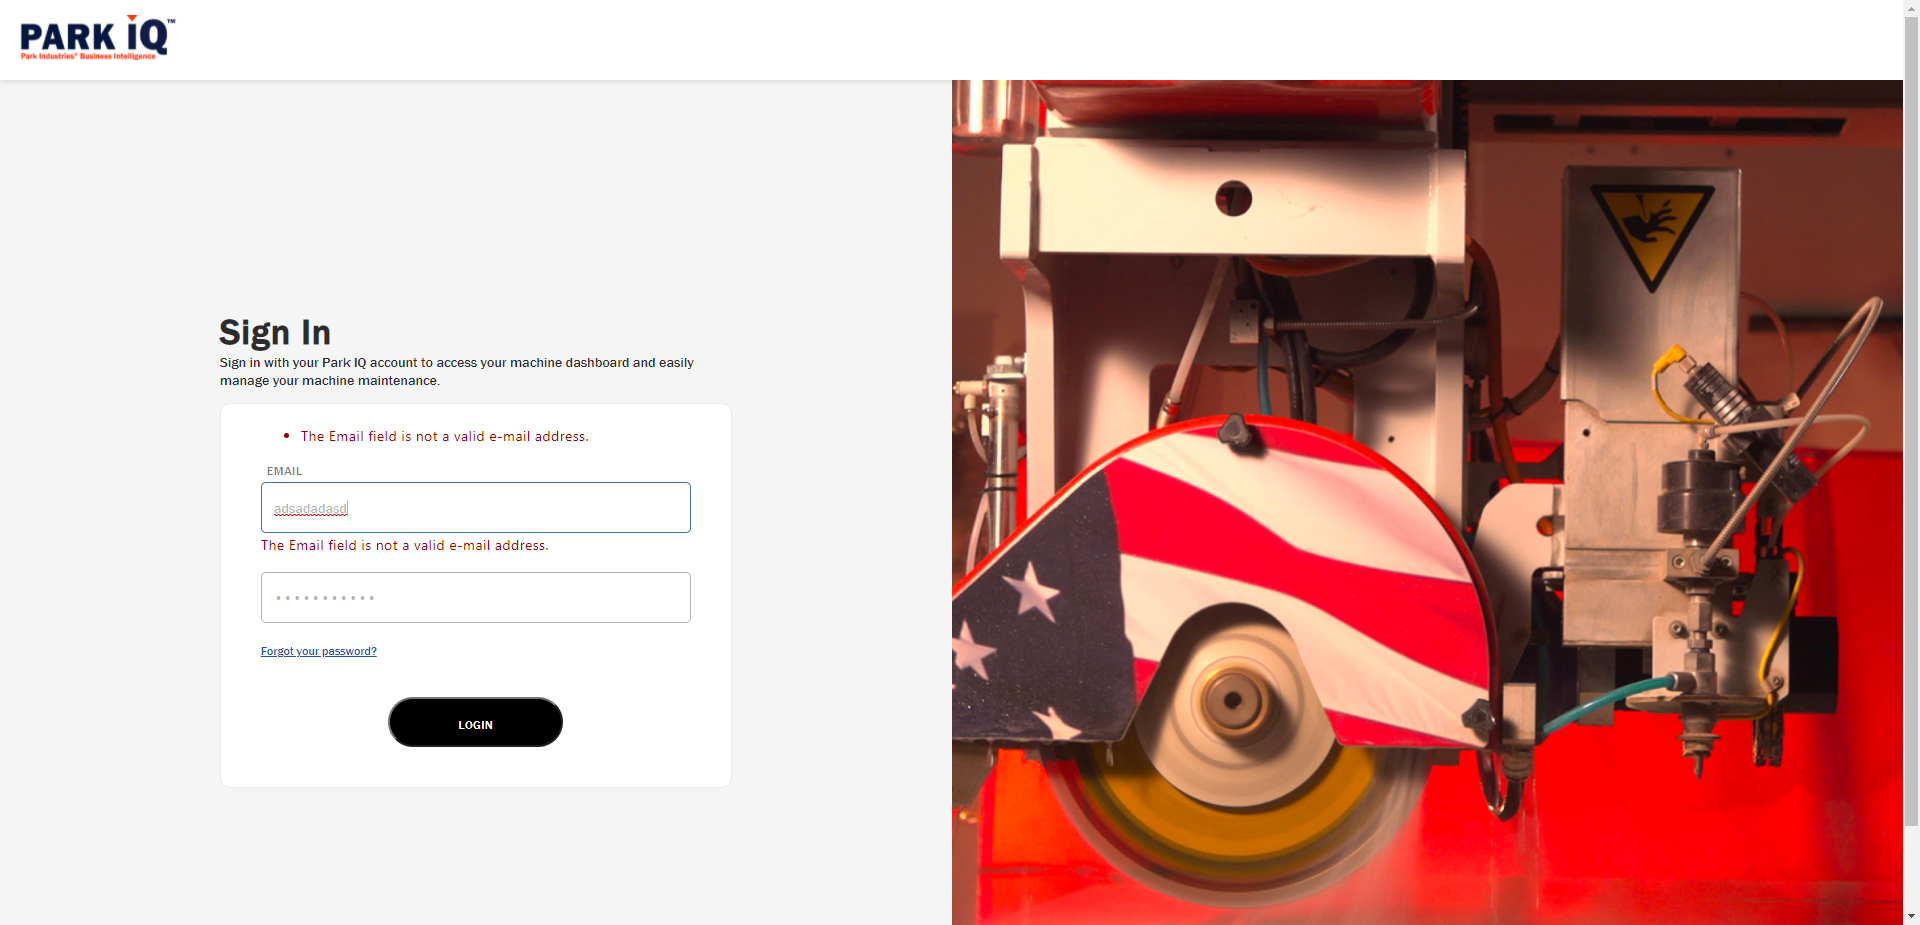 PARK iQ™
Park Industries® Business Intelligence
Sign In
Sign in with your Park IQ account to access your machine dashboard and easily
manage your machine maintenance.
• The Email field is not a valid e-mail address.
EMAIL
adsadadasd
The Email field is not a valid e-mail address.
Forgot your password?
LOGIN